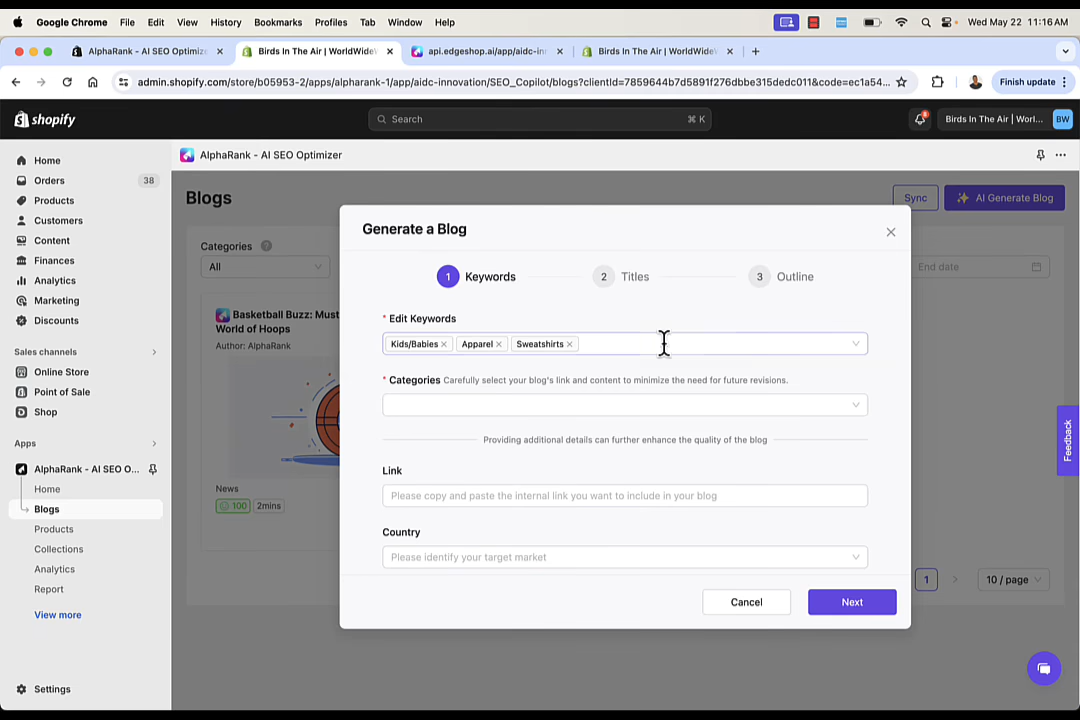 Google Chrome File Edit View History Bookmarks Profiles Tab Window Help Wed May 22 11:16 AM
AlphaRank - AI SEO Optimize
Birds In The Air | WorldWide
api.edgeshop.ai/app/aidc-in
Birds In The Air | WorldWide
admin.shopify.com/store/b05953-2/apps/alpharank-1/app/aidc-innovation/SEO_Copilot/blogs?clientId=7859644b7d5891f276dbbe315dedc011&code=ec1a54...
Finish update
shopify
Search
⌘ K
8
Birds In The Air | Worl...
BW
Home
Orders 38
Products
Customers
Content
Finances
Analytics
Marketing
Discounts
Sales channels
Online Store
Point of Sale
Shop
Apps
AlphaRank - AI SEO O...
Home
Blogs
Products
Collections
Analytics
Report
View more
Settings
AlphaRank - AI SEO Optimizer
Blogs
Sync
AI Generate Blog
Categories ?
All
End date
Basketball Buzz: Must
World of Hoops
Author: AlphaRank
News
100 2mins
1
10 / page
Generate a Blog
1 Keywords
2 Titles
3 Outline
* Edit Keywords
Kids/Babies Apparel Sweatshirts
* Categories Carefully select your blog's link and content to minimize the need for future revisions.
Providing additional details can further enhance the quality of the blog
Link
Please copy and paste the internal link you want to include in your blog
Country
Please identify your target market
Cancel
Next
Feedback